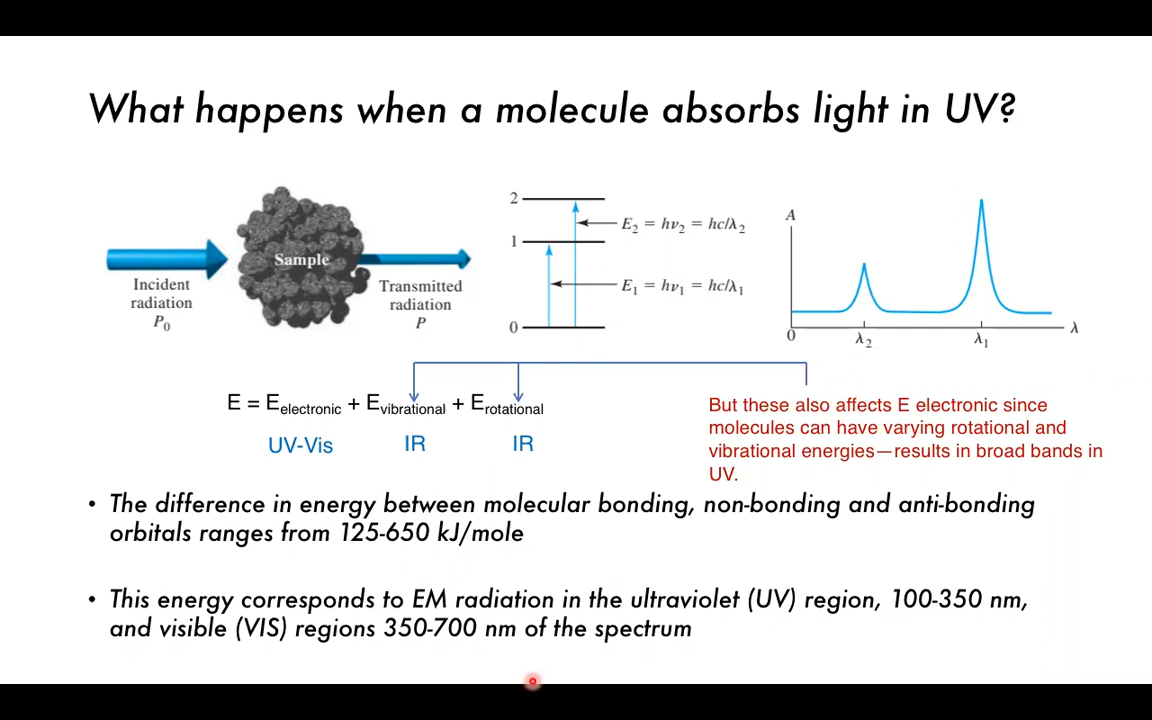 What happens when a molecule absorbs light in UV?
Incident
radiation
P₀
Sample
Transmitted
radiation
P
2
1
0
E₂ = hν₂ = hc/λ₂
E₁ = hν₁ = hc/λ₁
A
0
λ₂
λ₁
λ
E = Eelectronic + Evibrational + Erotational
UV-Vis
IR
IR
But these also affects E electronic since
molecules can have varying rotational and
vibrational energies—results in broad bands in
UV.
• The difference in energy between molecular bonding, non-bonding and anti-bonding
orbitals ranges from 125-650 kJ/mole
• This energy corresponds to EM radiation in the ultraviolet (UV) region, 100-350 nm,
and visible (VIS) regions 350-700 nm of the spectrum